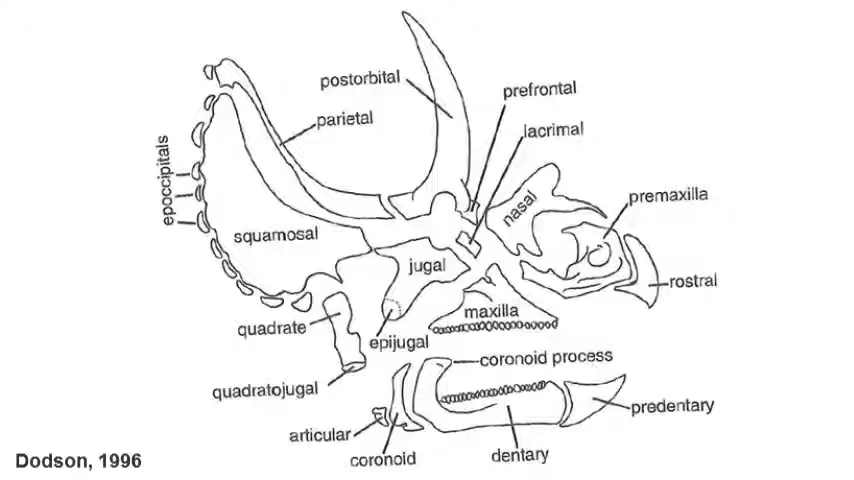 postorbital
prefrontal
parietal
lacrimal
epoccipitals
nasal
premaxilla
squamosal
jugal
rostral
maxilla
quadrate
epijugal
coronoid process
quadratojugal
predentary
articular
coronoid
dentary
Dodson, 1996